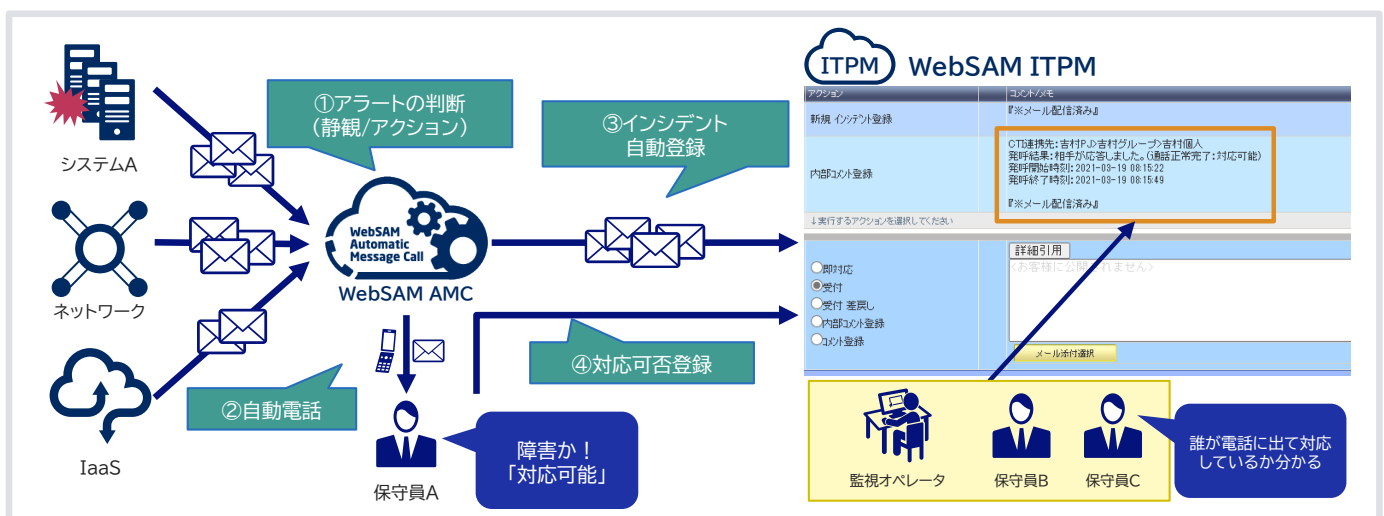 システムA
ネットワーク
IaaS
①アラートの判断
(静観/アクション)
WebSAM
Automatic
Message Call
WebSAM AMC
②自動電話
保守員A
障害か！
「対応可能」
③インシデント
自動登録
④対応可否登録
ITPM
WebSAM ITPM
アクション
コメント/メモ
新規 インシデント登録
『※メール配信済み』
内部コメント登録
CTI連携先：吉村PJ>吉村グループ>吉村個人
発呼結果：相手が応答しました。(通話正常完了：対応可能)
発呼開始時刻：2021-03-19 08:15:22
発呼終了時刻：2021-03-19 08:15:49
『※メール配信済み』
↓実行するアクションを選択してください
即対応
受付
受付 差戻し
内部コメント登録
コメント登録
詳細引用
<お客様に公開されません>
メール添付選択
監視オペレータ
保守員B
保守員C
誰が電話に出て対応
しているか分かる